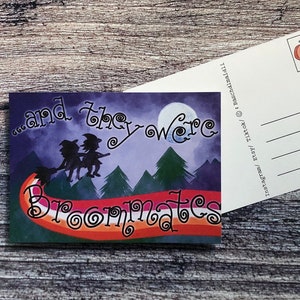 ...and they were
Broommates